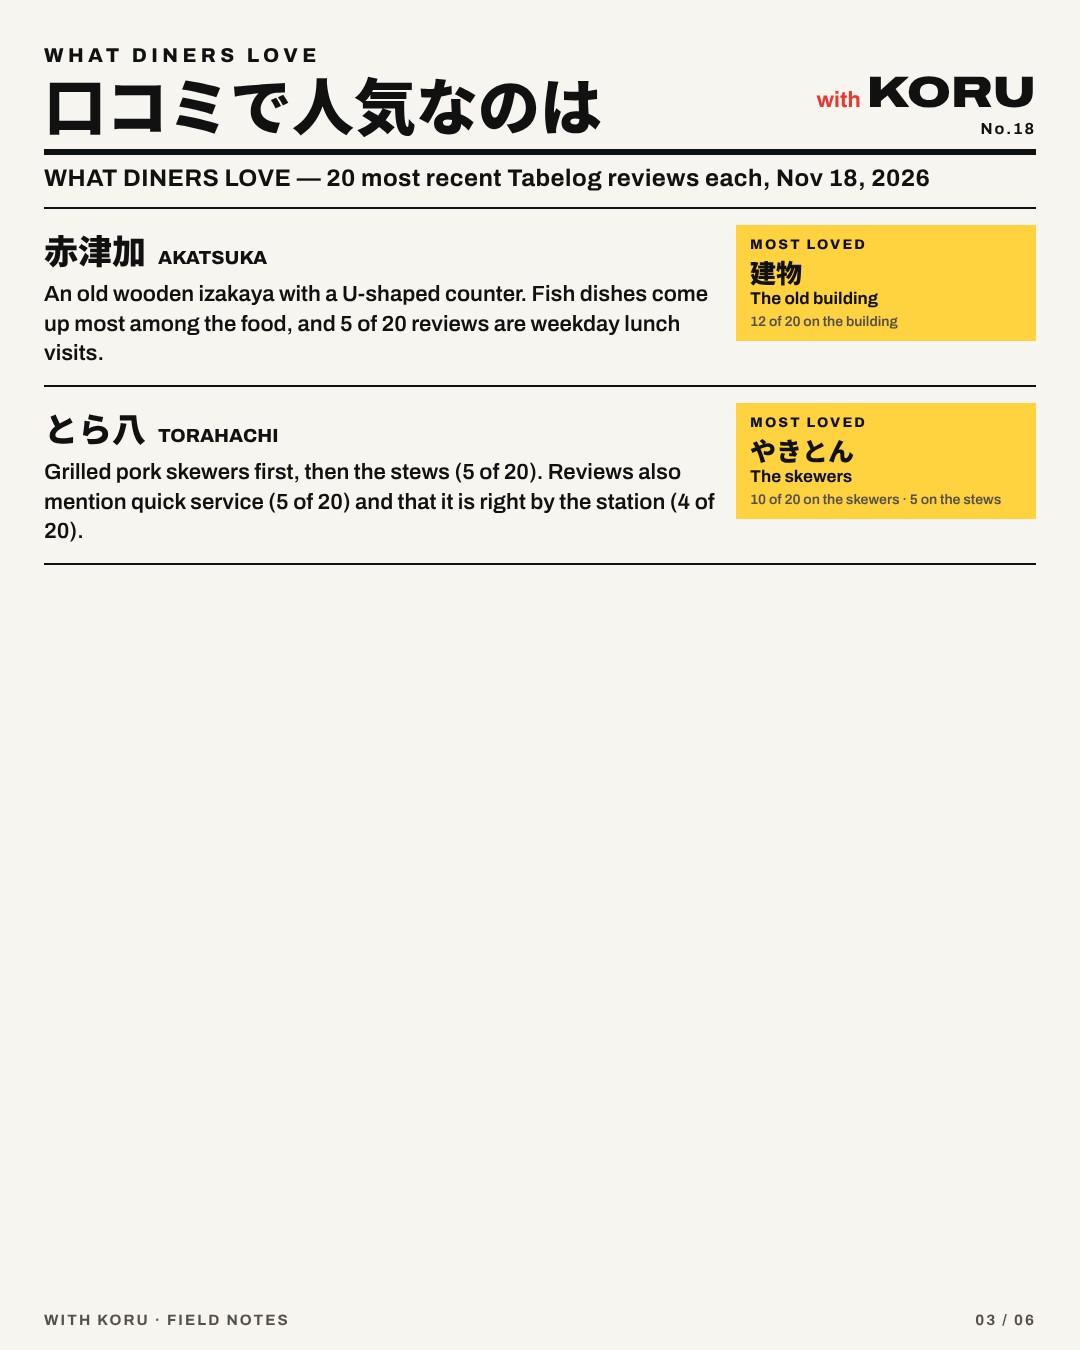 WHAT DINERS LOVE
口コミで人気なのは
with KORU
No.18
WHAT DINERS LOVE — 20 most recent Tabelog reviews each, Nov 18, 2026
赤津加 AKATSUKA
An old wooden izakaya with a U-shaped counter. Fish dishes come
up most among the food, and 5 of 20 reviews are weekday lunch
visits.
MOST LOVED
建物
The old building
12 of 20 on the building
とら八 TORAHACHI
Grilled pork skewers first, then the stews (5 of 20). Reviews also
mention quick service (5 of 20) and that it is right by the station (4 of
20).
MOST LOVED
やきとん
The skewers
10 of 20 on the skewers · 5 on the stews
WITH KORU · FIELD NOTES
03 / 06